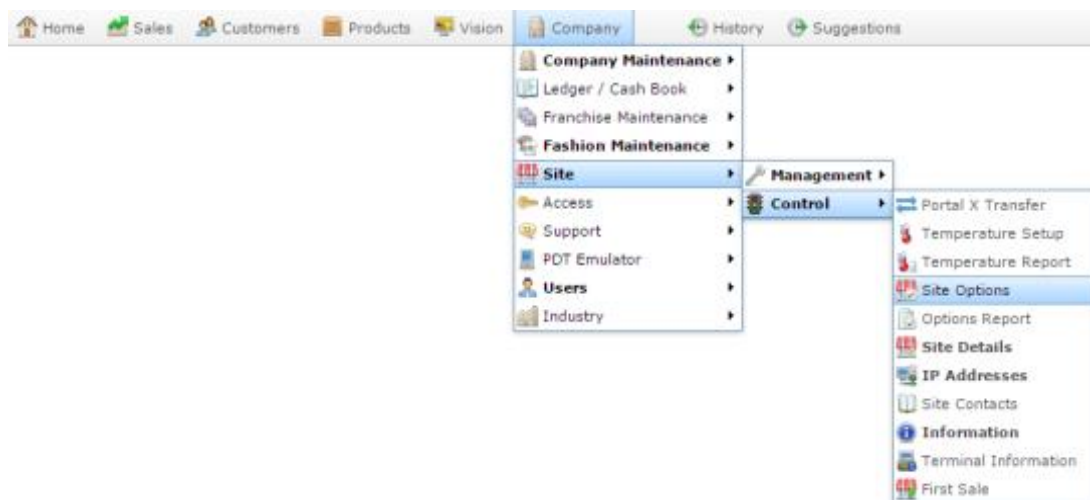 Home Sales Customers Products Vision Company History Suggestions
Company Maintenance
Ledger / Cash Book
Franchise Maintenance
Fashion Maintenance
Site
Management
Access
Control
Portal X Transfer
Support
Temperature Setup
PDT Emulator
Temperature Report
Users
Site Options
Industry
Options Report
Site Details
IP Addresses
Site Contacts
Information
Terminal Information
First Sale